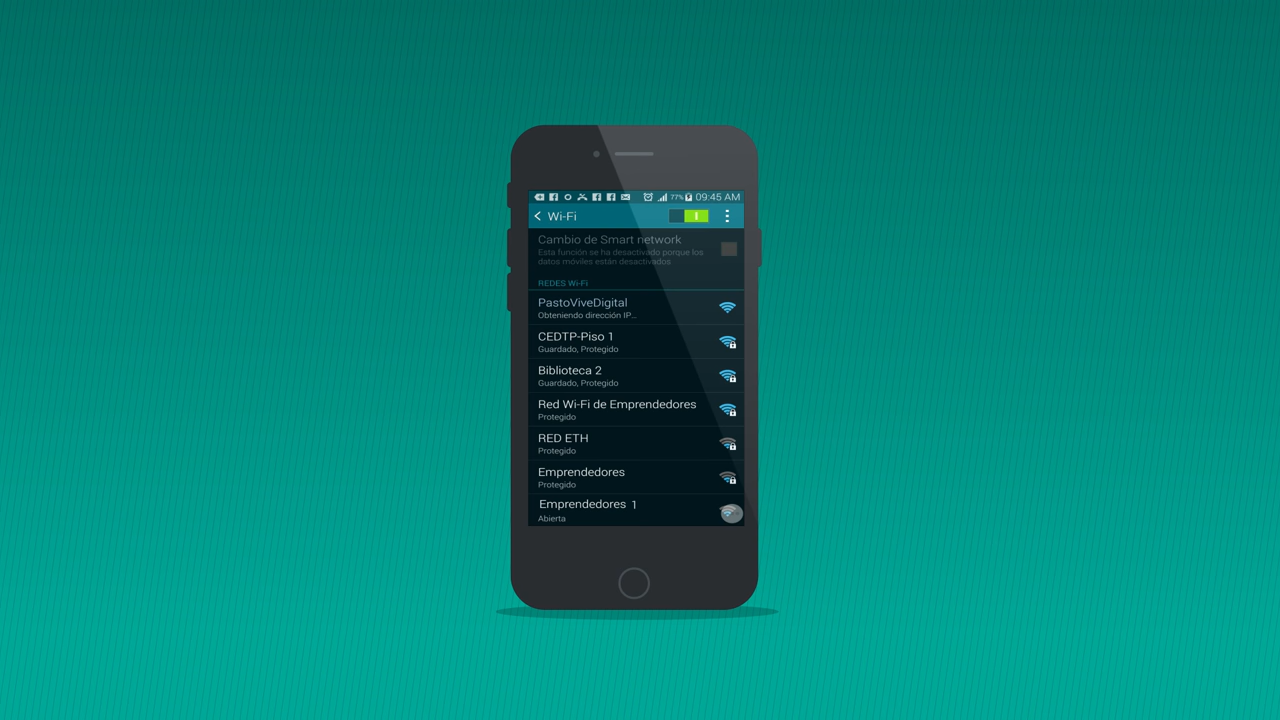 77% 09:45 AM
Wi-Fi
Cambio de Smart network
Esta función se ha desactivado porque los
datos móviles están desactivados
REDES Wi-Fi
PastoViveDigital
Obteniendo dirección IP...
CEDTP-Piso 1
Guardado, Protegido
Biblioteca 2
Guardado, Protegido
Red Wi-Fi de Emprendedores
Protegido
RED ETH
Protegido
Emprendedores
Protegido
Emprendedores 1
Abierta